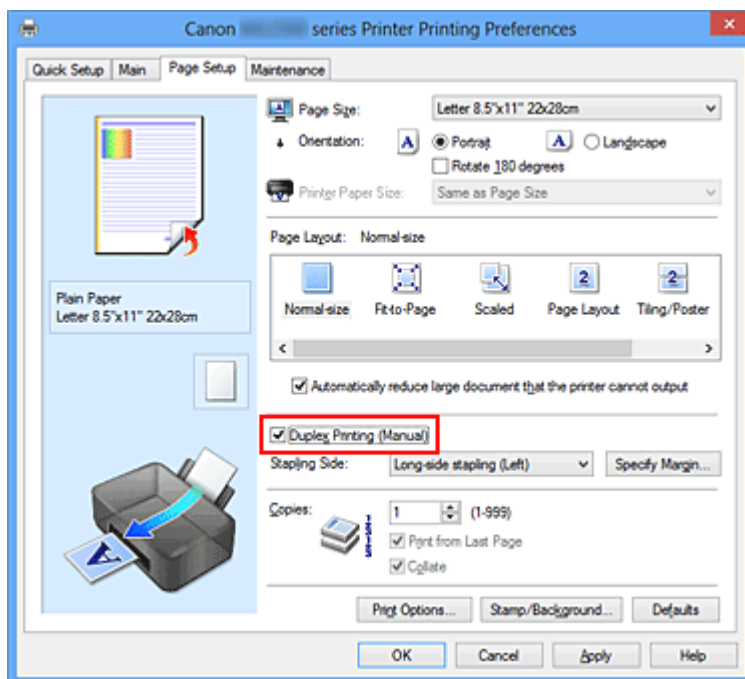 Canon series Printer Printing Preferences
Quick Setup Main Page Setup Maintenance
Page Size: Letter 8.5"x11" 22x28cm
Orientation: A Portrait A Landscape
Rotate 180 degrees
Printer Paper Size: Same as Page Size
Page Layout: Normal-size
2 2
Normal-size Fit-to-Page Scaled Page Layout Tiling/Poster
Automatically reduce large document that the printer cannot output
Plain Paper
Letter 8.5"x11" 22x28cm
Duplex Printing (Manual)
Stapling Side: Long-side stapling (Left) Specify Margin...
Copies: 1 (1-999)
Print from Last Page
Collate
A
Print Options... Stamp/Background... Defaults
OK Cancel Apply Help